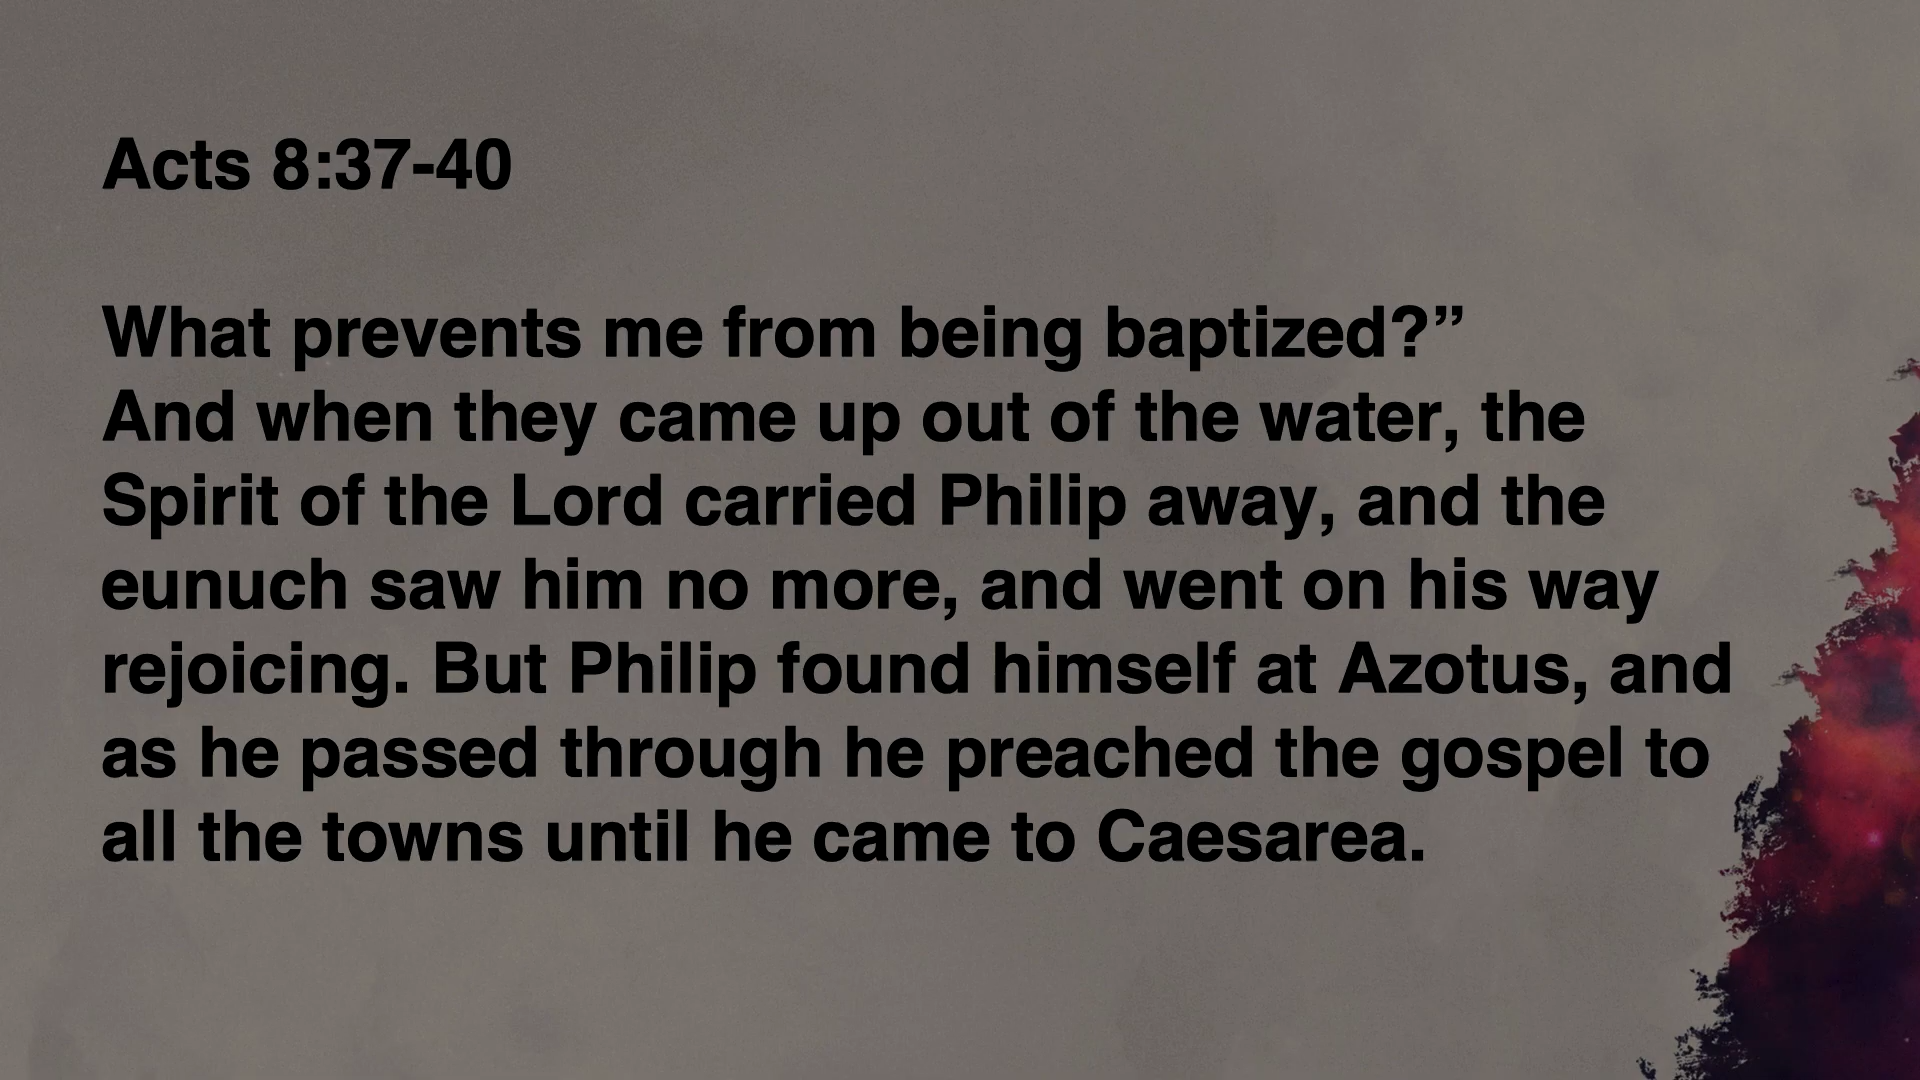 Acts 8:37-40
What prevents me from being baptized?”
And when they came up out of the water, the
Spirit of the Lord carried Philip away, and the
eunuch saw him no more, and went on his way
rejoicing. But Philip found himself at Azotus, and
as he passed through he preached the gospel to
all the towns until he came to Caesarea.